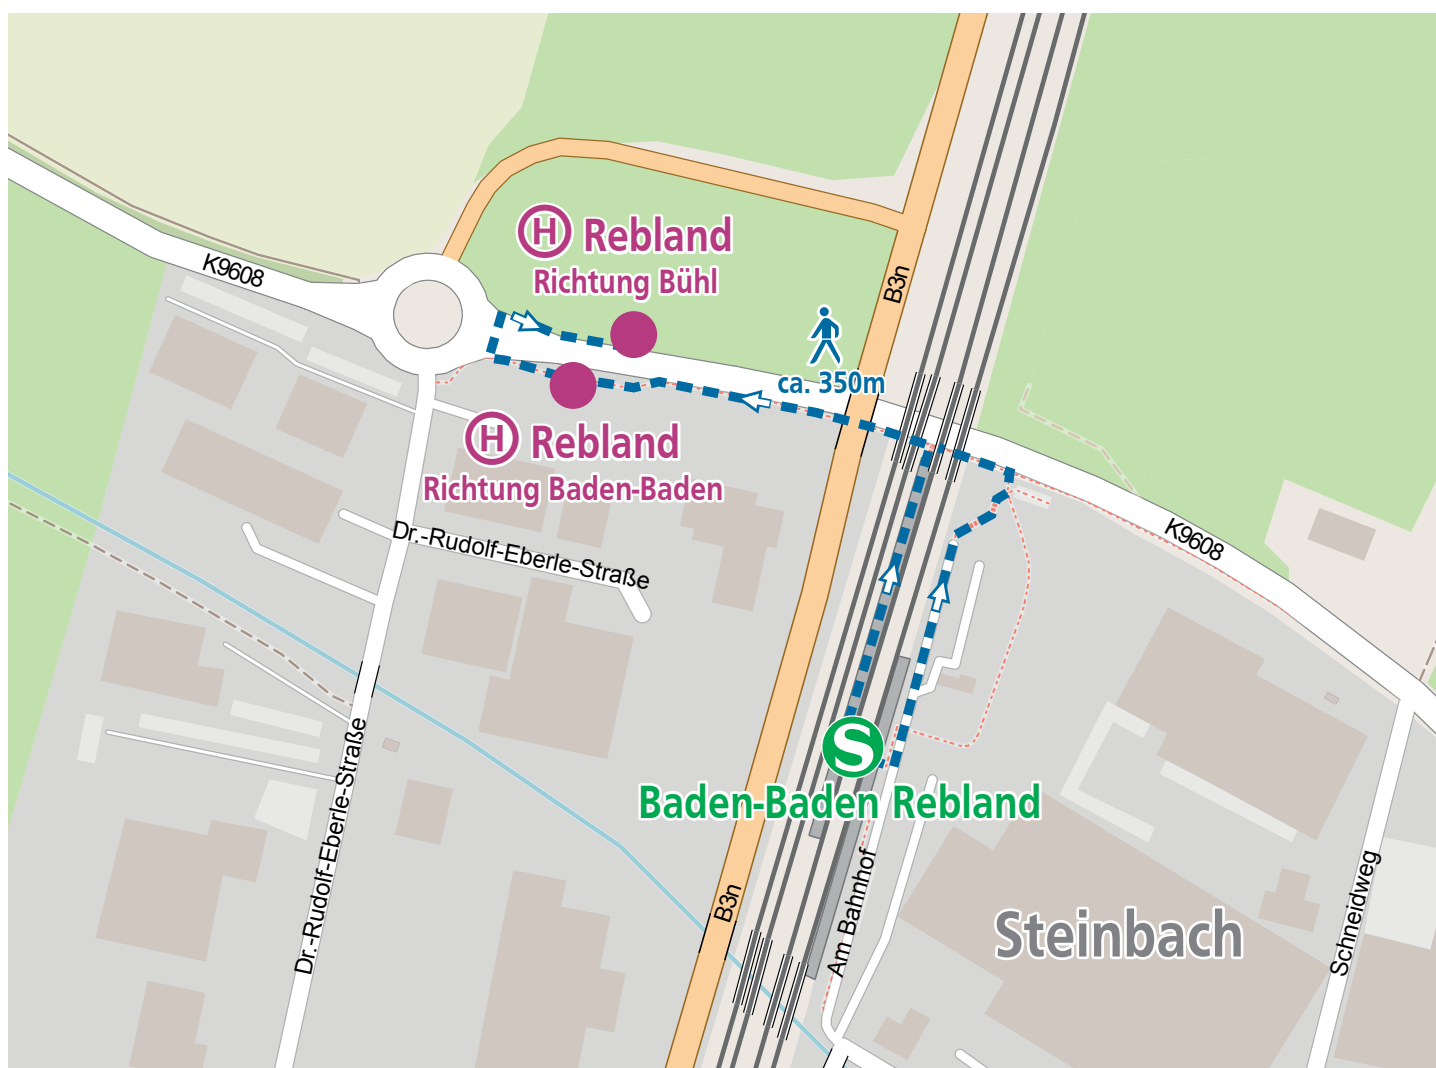 K9608
H Rebland
Richtung Bühl
B3n
ca. 350m
H Rebland
Richtung Baden-Baden
K9608
Dr.-Rudolf-Eberle-Straße
S
Baden-Baden Rebland
Dr.-Rudolf-Eberle-Straße
B3n
Am Bahnhof
Steinbach
Schneidweg